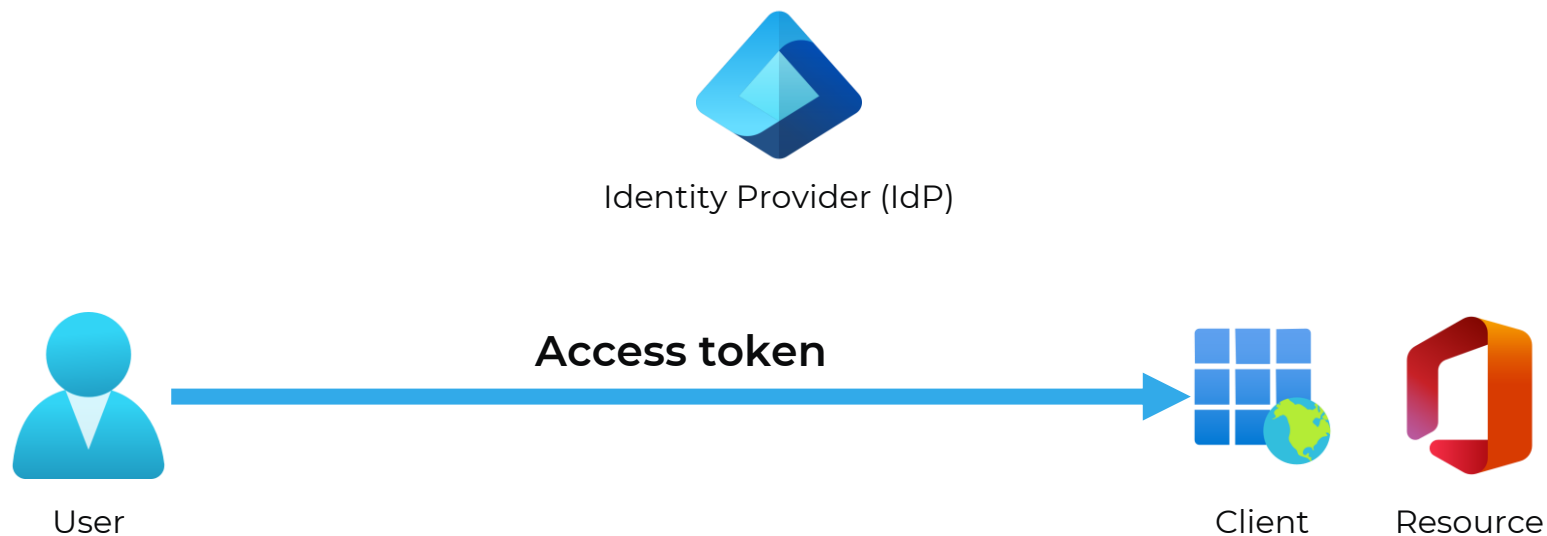 Identity Provider (IdP)
Access token
User
Client
Resource